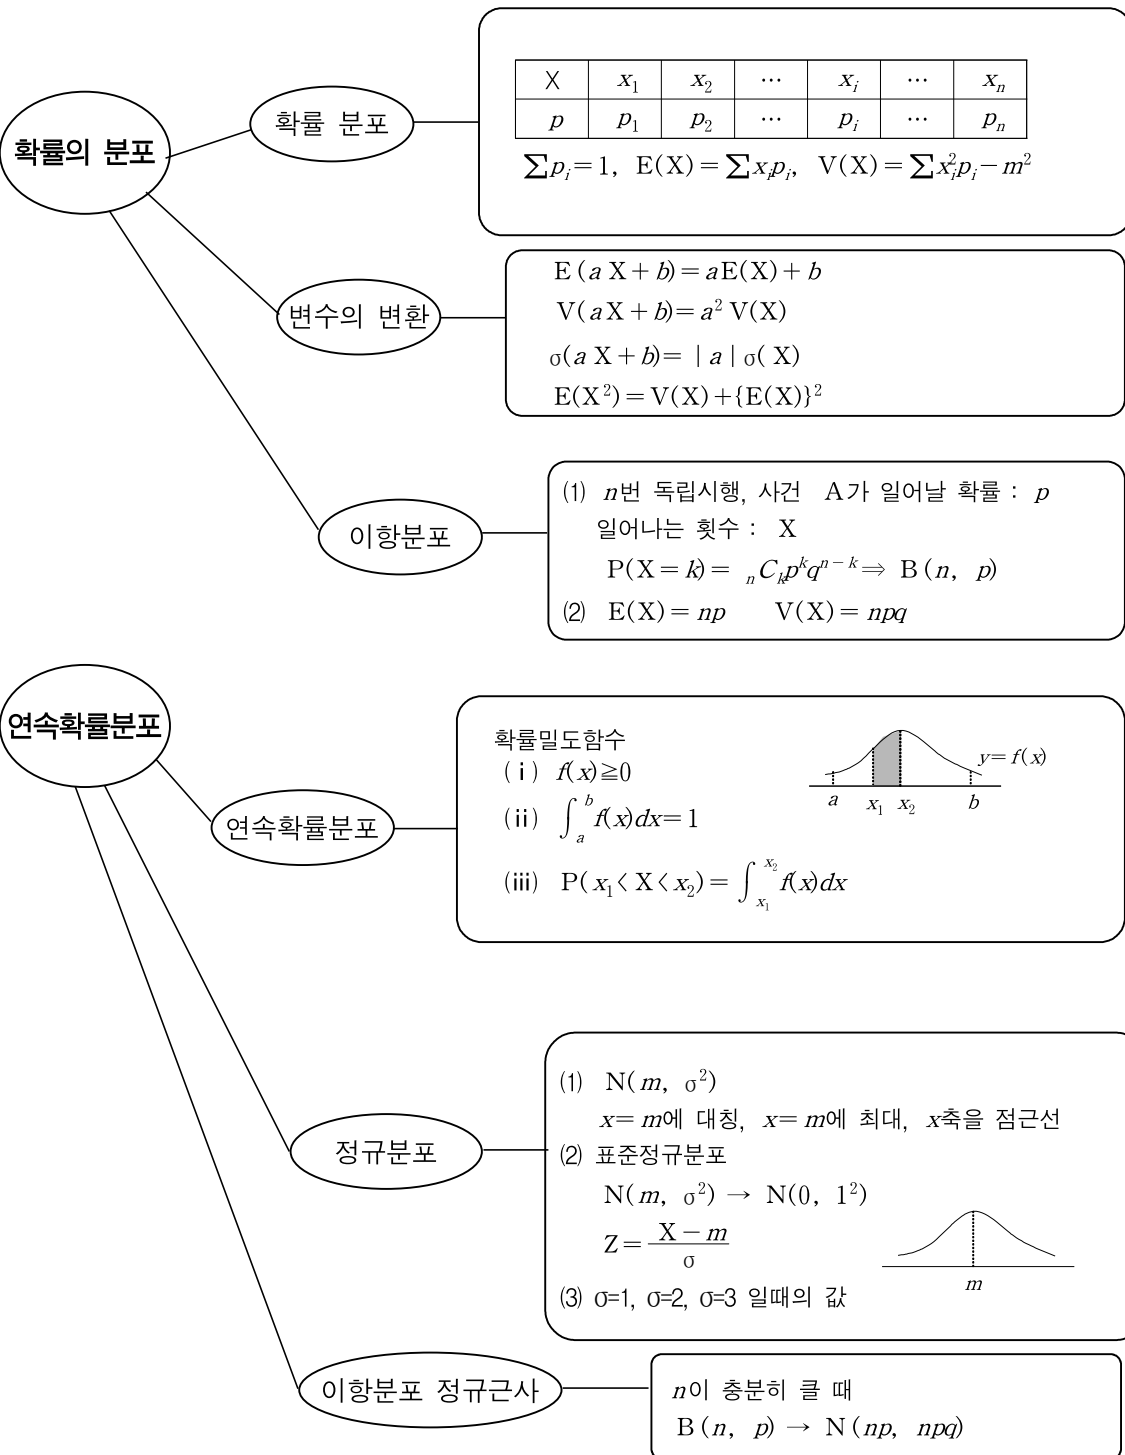 확률의 분포
확률 분포
X x₁ x₂ … xᵢ … xₙ
p p₁ p₂ … pᵢ … pₙ
∑pᵢ=1, E(X)=∑xᵢpᵢ, V(X)=∑xᵢ²pᵢ-m²
변수의 변환
E(aX+b)=aE(X)+b
V(aX+b)=a²V(X)
σ(aX+b)=|a|σ(X)
E(X²)=V(X)+{E(X)}²
이항분포
(1) n번 독립시행, 사건 A가 일어날 확률 : p
일어나는 횟수 : X
P(X=k)= ₙCₖpᵏqⁿ⁻ᵏ⇒ B(n, p)
(2) E(X)=np V(X)=npq
연속확률분포
연속확률분포
확률밀도함수
(i) f(x)≧0
(ii) ∫ₐᵇf(x)dx=1
(iii) P(x₁<X<x₂)=∫_{x₁}^{x₂}f(x)dx
y=f(x)
a x₁ x₂ b
정규분포
(1) N(m, σ²)
x=m에 대칭, x=m에 최대, x축을 점근선
(2) 표준정규분포
N(m, σ²) → N(0, 1²)
Z=\frac{X-m}{σ}
m
(3) σ=1, σ=2, σ=3 일때의 값
이항분포 정규근사
n이 충분히 클 때
B(n, p) → N(np, npq)